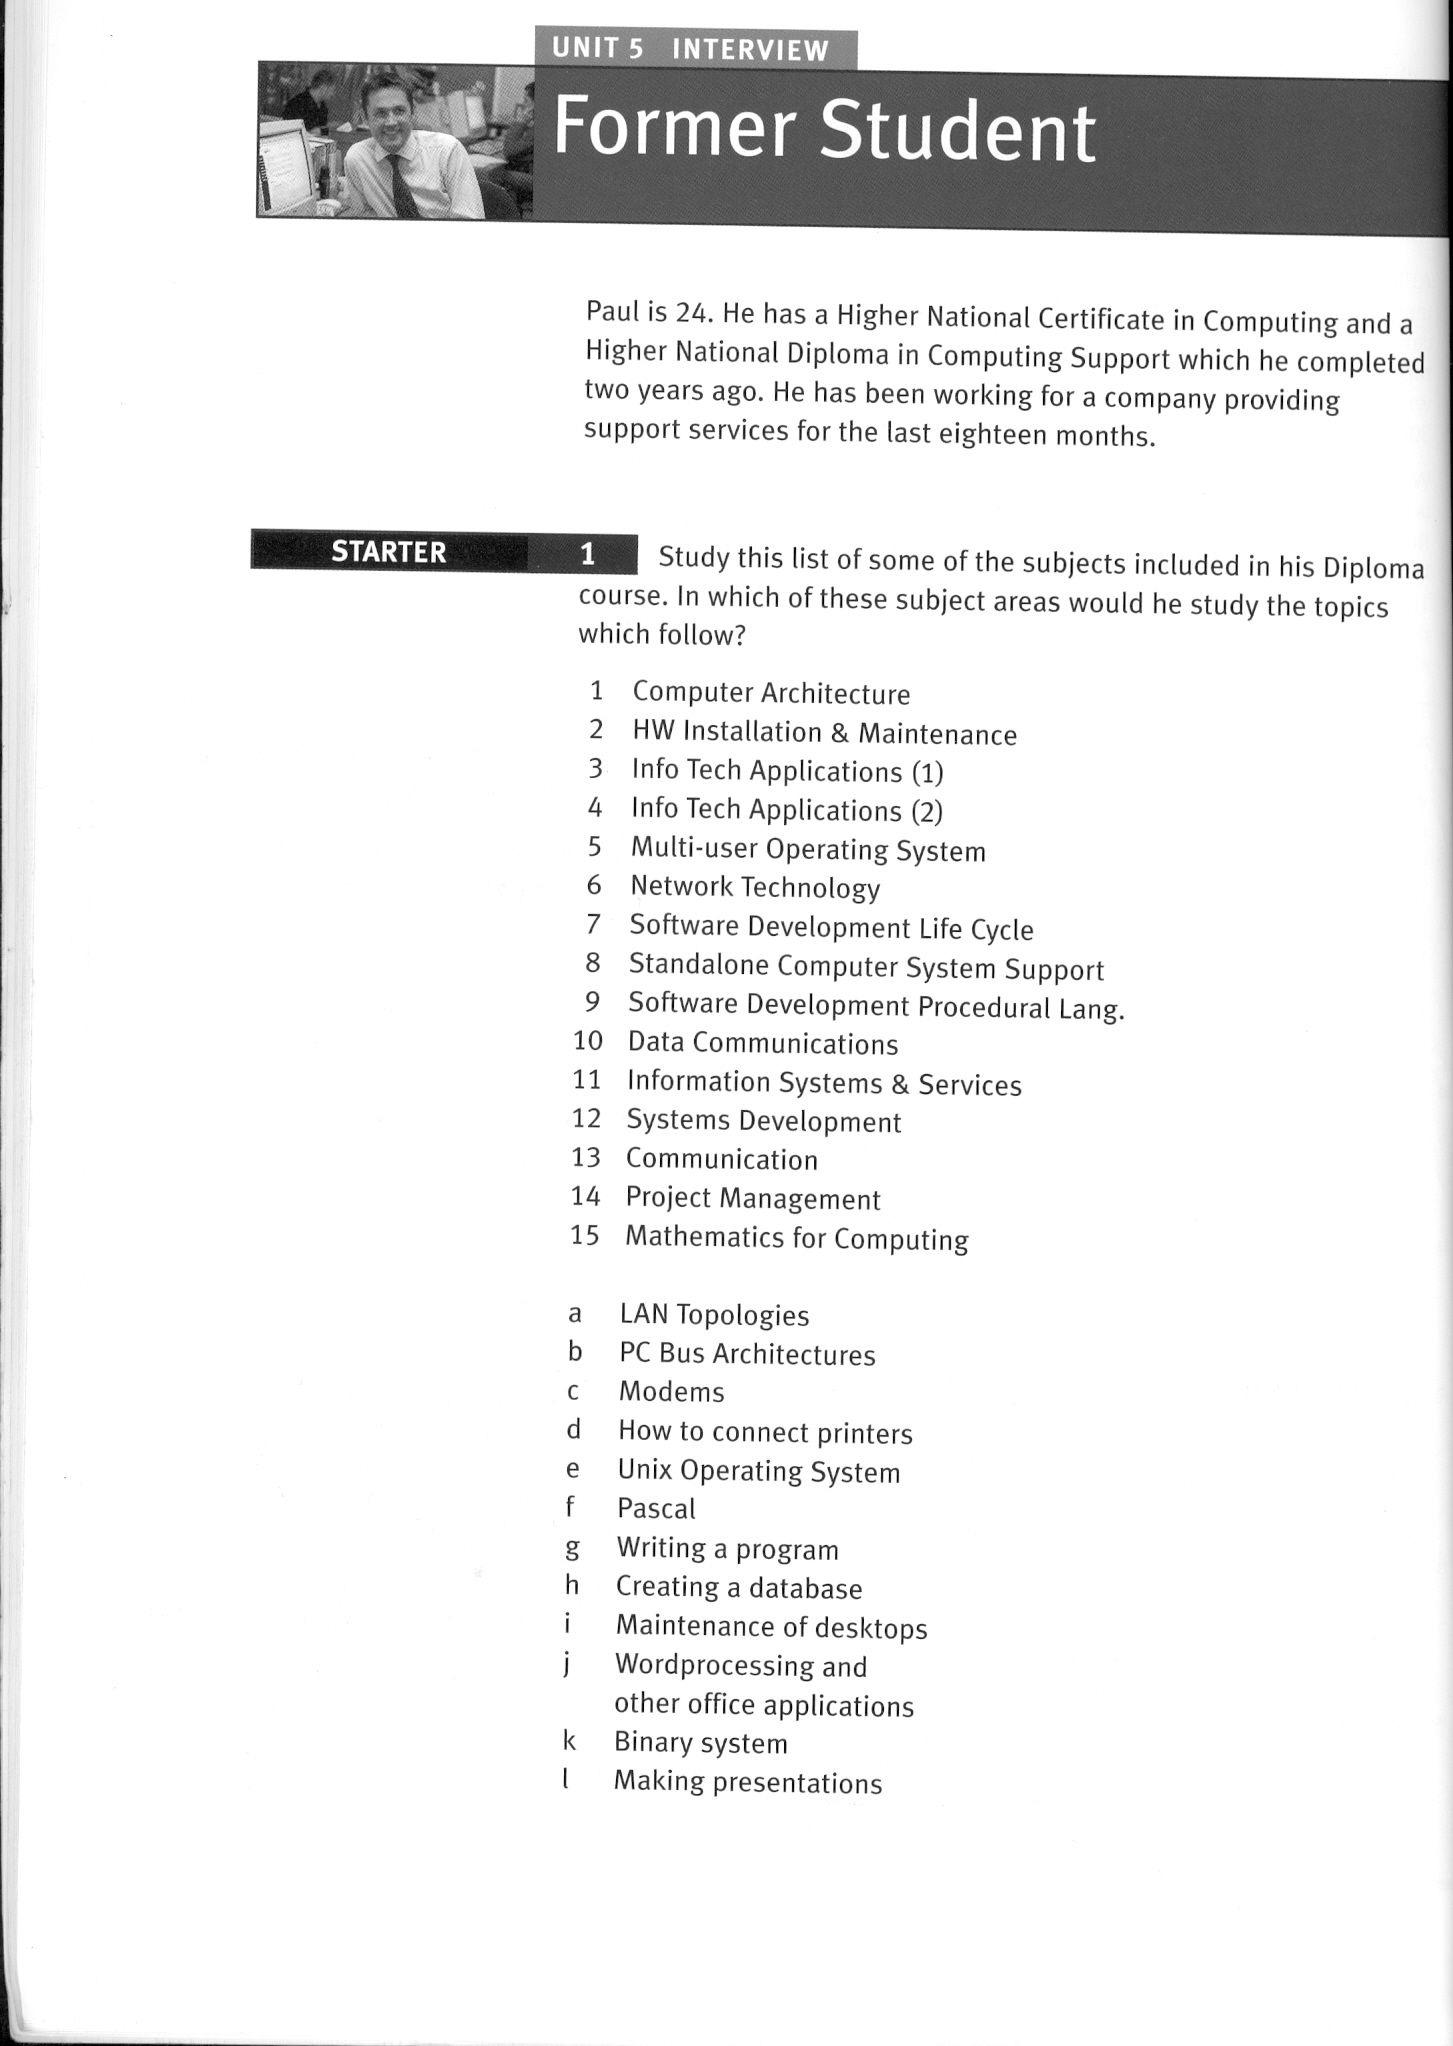 UNIT 5 INTERVIEW
Former Student
Paul is 24. He has a Higher National Certificate in Computing and a
Higher National Diploma in Computing Support which he completed
two years ago. He has been working for a company providing
support services for the last eighteen months.
STARTER 1 Study this list of some of the subjects included in his Diploma
course. In which of these subject areas would he study the topics
which follow?
1 Computer Architecture
2 HW Installation & Maintenance
3 Info Tech Applications (1)
4 Info Tech Applications (2)
5 Multi-user Operating System
6 Network Technology
7 Software Development Life Cycle
8 Standalone Computer System Support
9 Software Development Procedural Lang.
10 Data Communications
11 Information Systems & Services
12 Systems Development
13 Communication
14 Project Management
15 Mathematics for Computing
a LAN Topologies
b PC Bus Architectures
c Modems
d How to connect printers
e Unix Operating System
f Pascal
g Writing a program
h Creating a database
i Maintenance of desktops
j Wordprocessing and
other office applications
k Binary system
l Making presentations